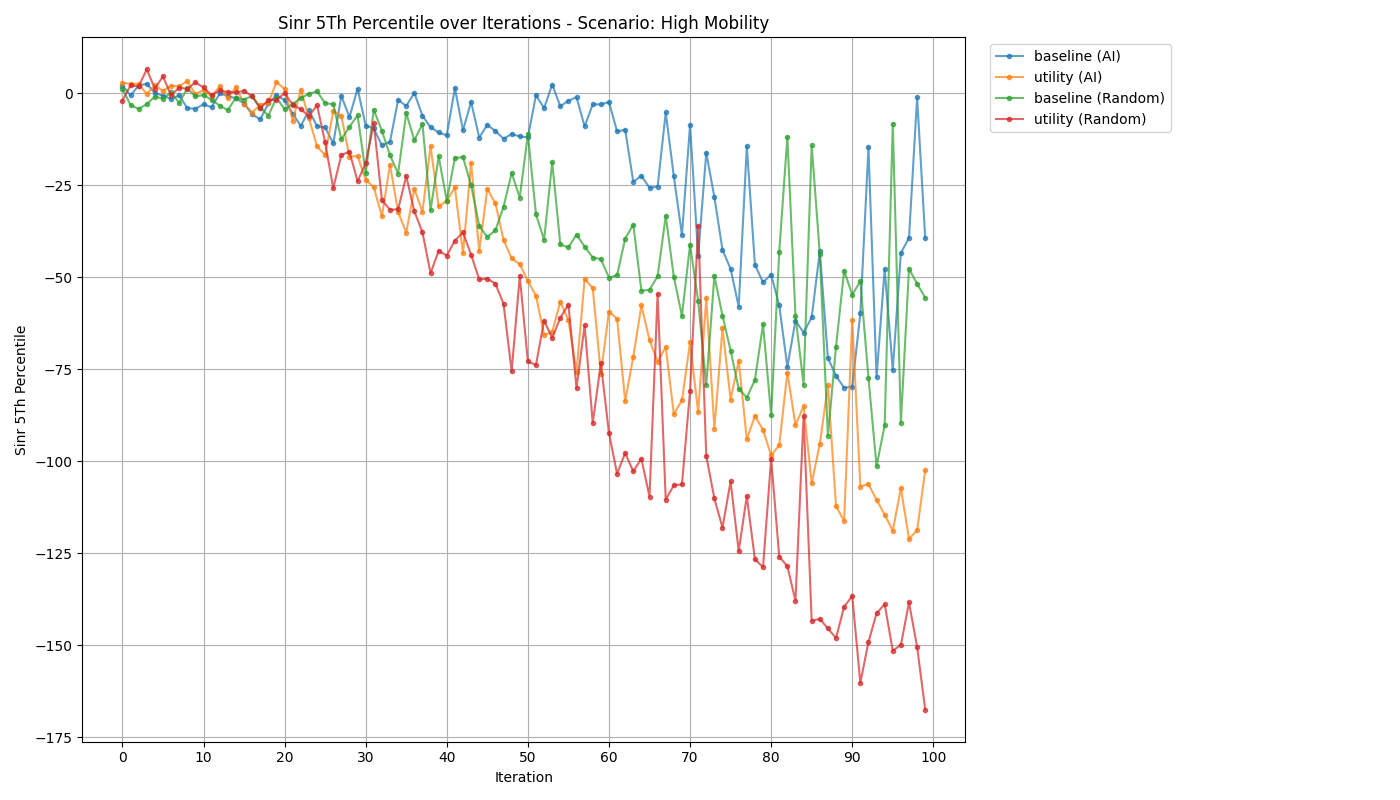 Sinr 5Th Percentile over Iterations - Scenario: High Mobility
baseline (AI)
utility (AI)
baseline (Random)
utility (Random)
Sinr 5Th Percentile
0
−25
−50
−75
−100
−125
−150
−175
0 10 20 30 40 50 60 70 80 90 100
Iteration